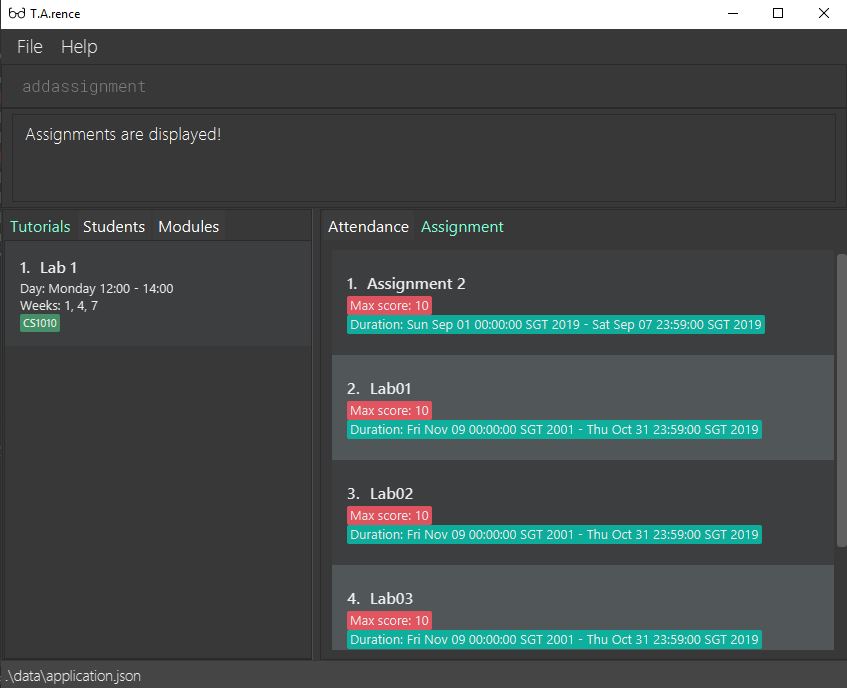 T.A.rence
File Help
addassignment
Assignments are displayed!
Tutorials Students Modules
1. Lab 1
Day: Monday 12:00 - 14:00
Weeks: 1, 4, 7
CS1010
Attendance Assignment
1. Assignment 2
Max score: 10
Duration: Sun Sep 01 00:00:00 SGT 2019 - Sat Sep 07 23:59:00 SGT 2019
2. Lab01
Max score: 10
Duration: Fri Nov 09 00:00:00 SGT 2001 - Thu Oct 31 23:59:00 SGT 2019
3. Lab02
Max score: 10
Duration: Fri Nov 09 00:00:00 SGT 2001 - Thu Oct 31 23:59:00 SGT 2019
4. Lab03
Max score: 10
Duration: Fri Nov 09 00:00:00 SGT 2001 - Thu Oct 31 23:59:00 SGT 2019
.\data\application.json